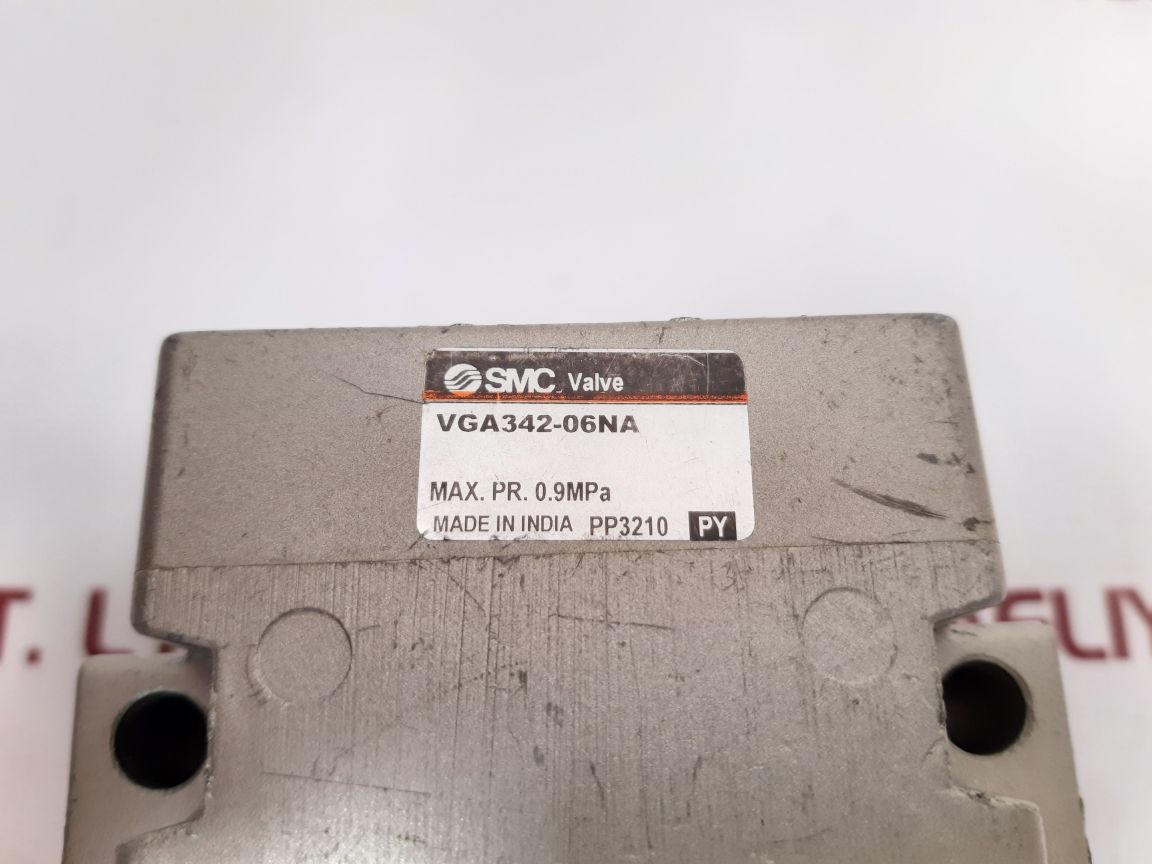 SMC Valve
VGA342-06NA
MAX. PR. 0.9MPa
MADE IN INDIA PP3210 PY